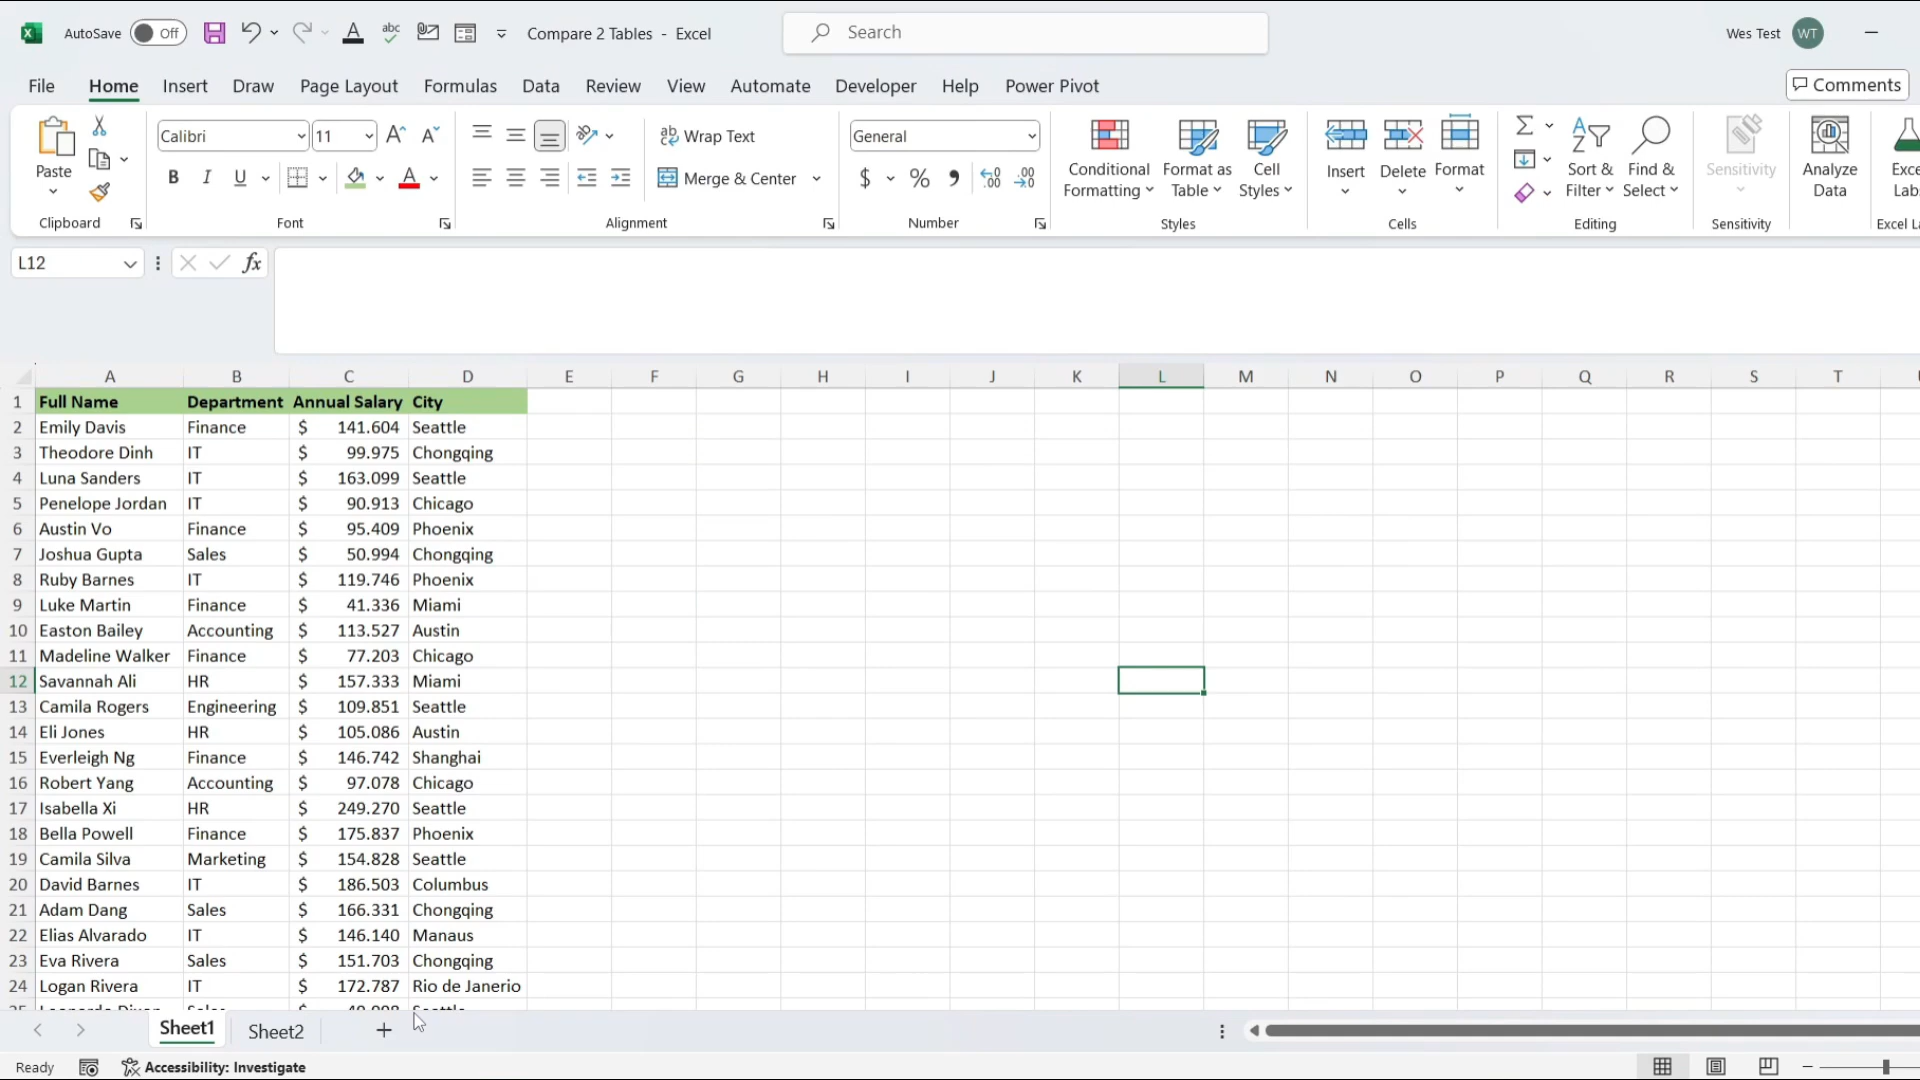 AutoSave Off Compare 2 Tables - Excel Search Wes Test WT
File Home Insert Draw Page Layout Formulas Data Review View Automate Developer Help Power Pivot Comments
Paste Calibri 11 Wrap Text General Conditional Formatting Format as Table Cell Styles Insert Delete Format Sort & Filter Find & Select Sensitivity Analyze Data
B I U Merge & Center $ % 
Clipboard Font Alignment Number Styles Cells Editing Sensitivity
L12 fx
A B C D E F G H I J K L M N O P Q R S T
1 Full Name Department Annual Salary City
2 Emily Davis Finance $ 141.604 Seattle
3 Theodore Dinh IT $ 99.975 Chongqing
4 Luna Sanders IT $ 163.099 Seattle
5 Penelope Jordan IT $ 90.913 Chicago
6 Austin Vo Finance $ 95.409 Phoenix
7 Joshua Gupta Sales $ 50.994 Chongqing
8 Ruby Barnes IT $ 119.746 Phoenix
9 Luke Martin Finance $ 41.336 Miami
10 Easton Bailey Accounting $ 113.527 Austin
11 Madeline Walker Finance $ 77.203 Chicago
12 Savannah Ali HR $ 157.333 Miami
13 Camila Rogers Engineering $ 109.851 Seattle
14 Eli Jones HR $ 105.086 Austin
15 Everleigh Ng Finance $ 146.742 Shanghai
16 Robert Yang Accounting $ 97.078 Chicago
17 Isabella Xi HR $ 249.270 Seattle
18 Bella Powell Finance $ 175.837 Phoenix
19 Camila Silva Marketing $ 154.828 Seattle
20 David Barnes IT $ 186.503 Columbus
21 Adam Dang Sales $ 166.331 Chongqing
22 Elias Alvarado IT $ 146.140 Manaus
23 Eva Rivera Sales $ 151.703 Chongqing
24 Logan Rivera IT $ 172.787 Rio de Janerio
Sheet1 Sheet2
Ready Accessibility: Investigate